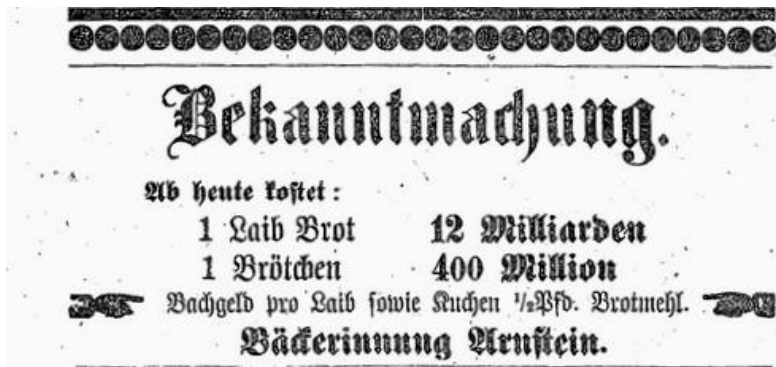 Bekanntmachung.
Ab heute kostet:
1 Laib Brot 12 Milliarden
1 Brötchen 400 Million
Backgeld pro Laib sowie Kuchen ½Pfd. Brotmehl.
Bäckerinnung Arnstein.